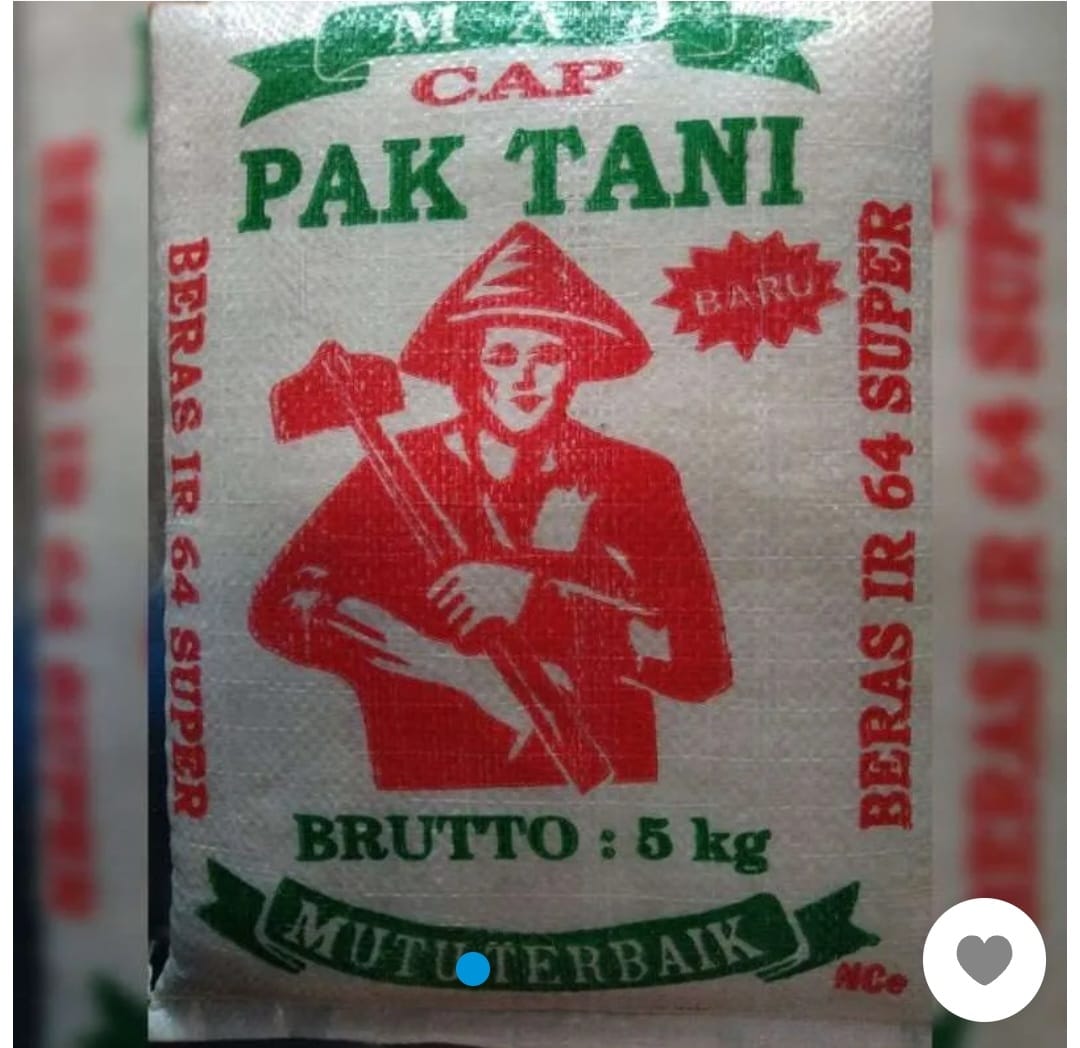 CAP
PAK TANI
BARU
BERAS IR 64 SUPER
BERAS IR 64 SUPER
BRUTTO : 5 kg
MUTU TERBAIK
NCe